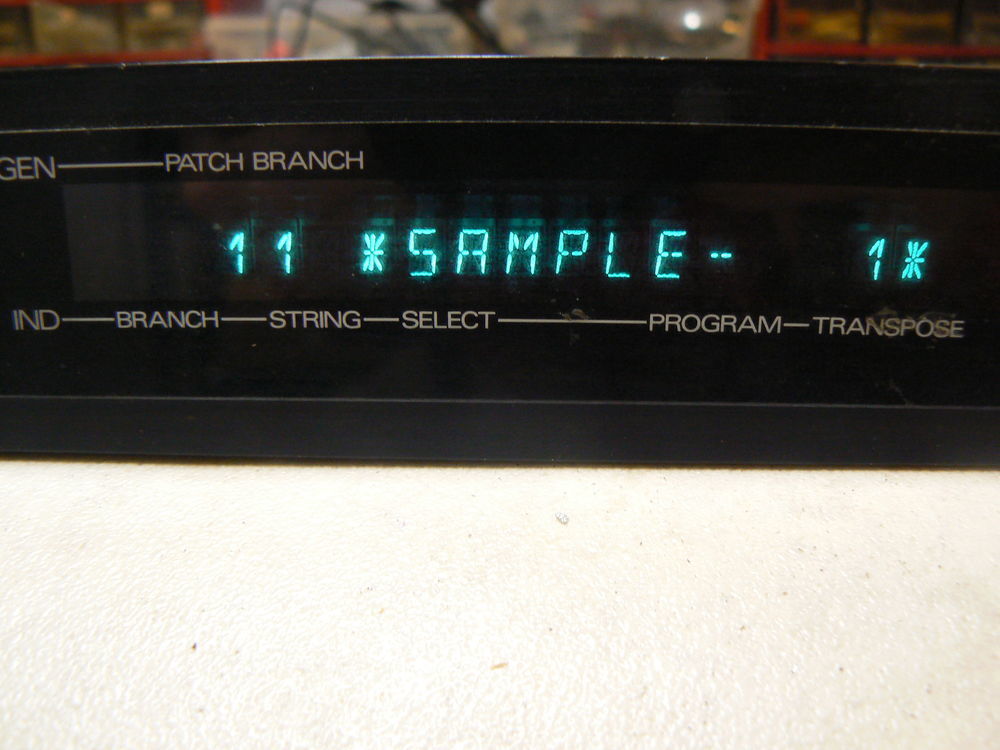 GEN PATCH BRANCH
11 *SAMPLE- 1*
IND BRANCH STRING SELECT PROGRAM TRANSPOSE